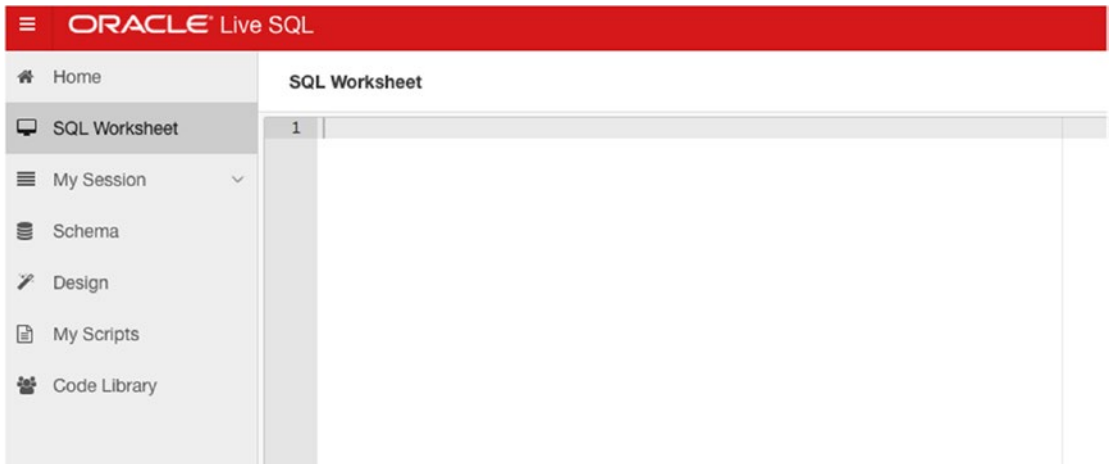 ORACLE Live SQL
Home
SQL Worksheet
My Session
Schema
Design
My Scripts
Code Library
SQL Worksheet
1